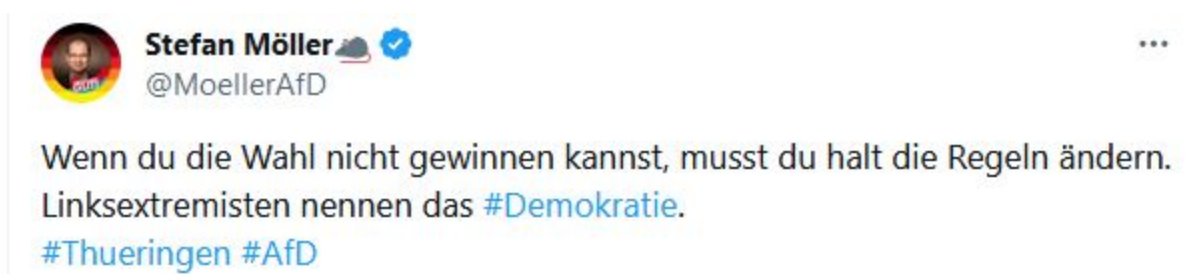 Stefan Möller
@MoellerAfD
Wenn du die Wahl nicht gewinnen kannst, musst du halt die Regeln ändern.
Linksextremisten nennen das #Demokratie.
#Thueringen #AfD